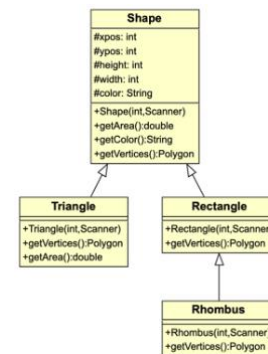 Shape
#xpos: int
#ypos: int
#height: int
#width: int
#color: String
+Shape(int,Scanner)
+getArea():double
+getColor():String
+getVertices():Polygon
Triangle
+Triangle(int,Scanner)
+getVertices():Polygon
+getArea():double
Rectangle
+Rectangle(int,Scanner)
+getVertices():Polygon
Rhombus
+Rhombus(int,Scanner)
+getVertices():Polygon